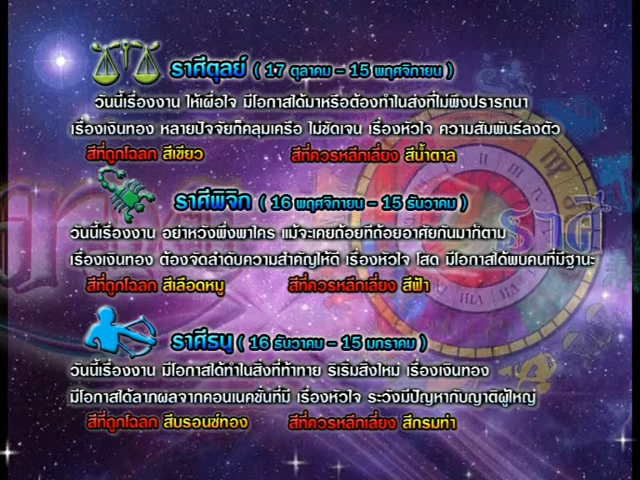 ราศีตุลย์ ( 17 ตุลาคม - 15 พฤศจิกายน )
วันนี้เรื่องงาน ให้เผื่อใจ มีโอกาสได้มาหรือต้องทำในสิ่งที่ไม่พึงปรารถนา
เรื่องเงินทอง หลายปัจจัยก็คลุมเครือ ไม่ชัดเจน เรื่องหัวใจ ความสัมพันธ์ลงตัว
สีที่ถูกโฉลก สีเขียว สีที่ควรหลีกเลี่ยง สีน้ำตาล
ราศีพิจิก ( 16 พฤศจิกายน - 15 ธันวาคม )
ราศี
วันนี้เรื่องงาน อย่าหวังพึ่งพาใคร แม้จะเคยถ้อยทีถ้อยอาศัยกันมาก็ตาม
เรื่องเงินทอง ต้องจัดลำดับความสำคัญให้ดี เรื่องหัวใจ โสด มีโอกาสได้พบคนที่มีฐานะ
สีที่ถูกโฉลก สีเลือดหมู สีที่ควรหลีกเลี่ยง สีฟ้า
ราศีธนู ( 16 ธันวาคม - 15 มกราคม )
วันนี้เรื่องงาน มีโอกาสได้ทำในสิ่งที่ท้าทาย ริเริ่มสิ่งใหม่ เรื่องเงินทอง
มีโอกาสได้ลาภผลจากคอนเนคชั่นที่มี เรื่องหัวใจ ระวังมีปัญหากับญาติผู้ใหญ่
สีที่ถูกโฉลก สีบรอนซ์ทอง สีที่ควรหลีกเลี่ยง สีกรมท่า